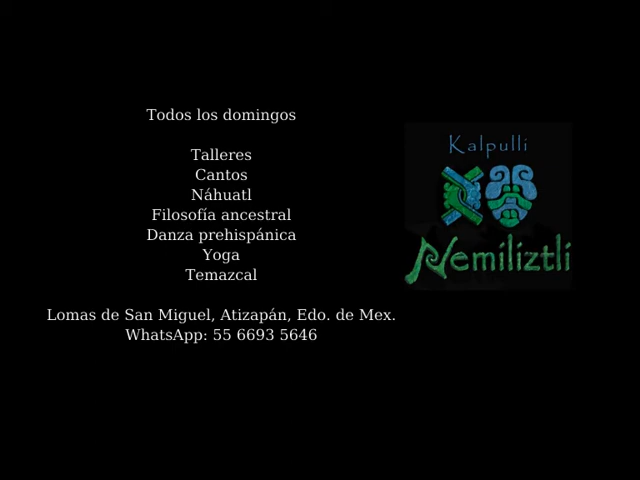 Todos los domingos
Talleres
Cantos
Náhuatl
Filosofía ancestral
Danza prehispánica
Yoga
Temazcal
Lomas de San Miguel, Atizapán, Edo. de Mex.
WhatsApp: 55 6693 5646
Kalpulli
Nemiliztli